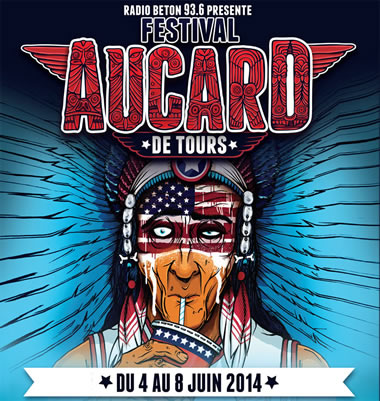 RADIO BETON 93.6 PRESENTE
FESTIVAL
AUCARD
DE TOURS
DU 4 AU 8 JUIN 2014